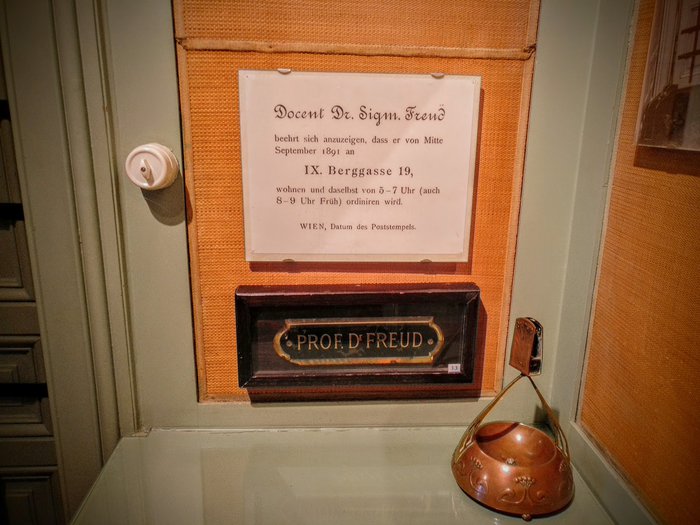 Docent Dr. Sigm. Freud
beehrt sich anzuzeigen, dass er von Mitte
September 1891 an
IX. Berggasse 19,
wohnen und daselbst von 5–7 Uhr (auch
8–9 Uhr Früh) ordiniren wird.
WIEN, Datum des Poststempels.
PROF. Dr FREUD
13